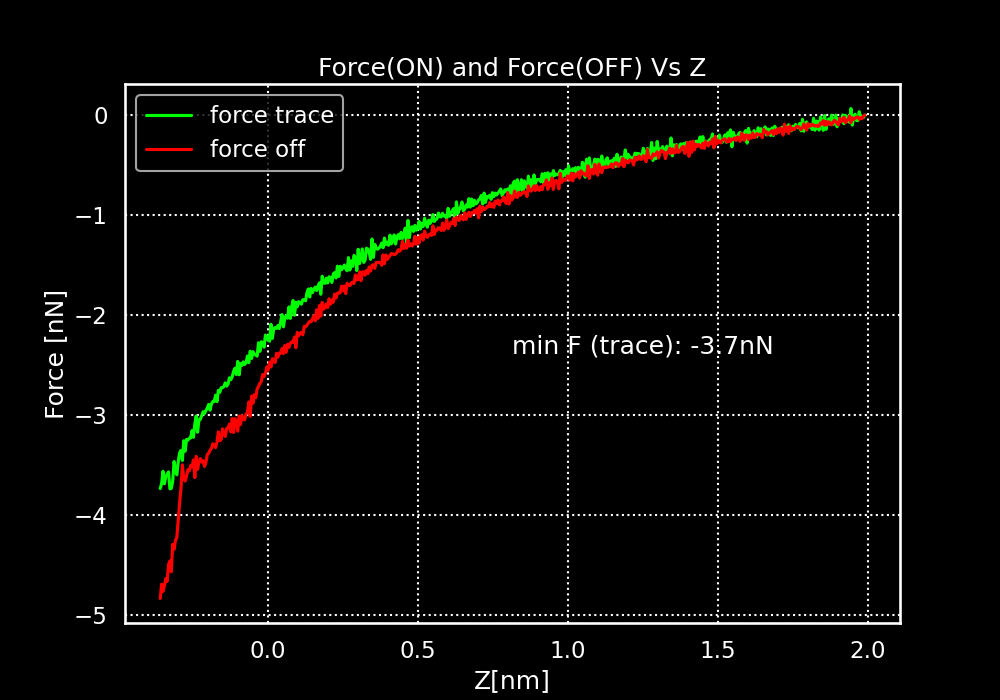 Force(ON) and Force(OFF) Vs Z
force trace
force off
0
−1
−2
−3
−4
−5
Force [nN]
min F (trace): -3.7nN
0.0 0.5 1.0 1.5 2.0
Z[nm]